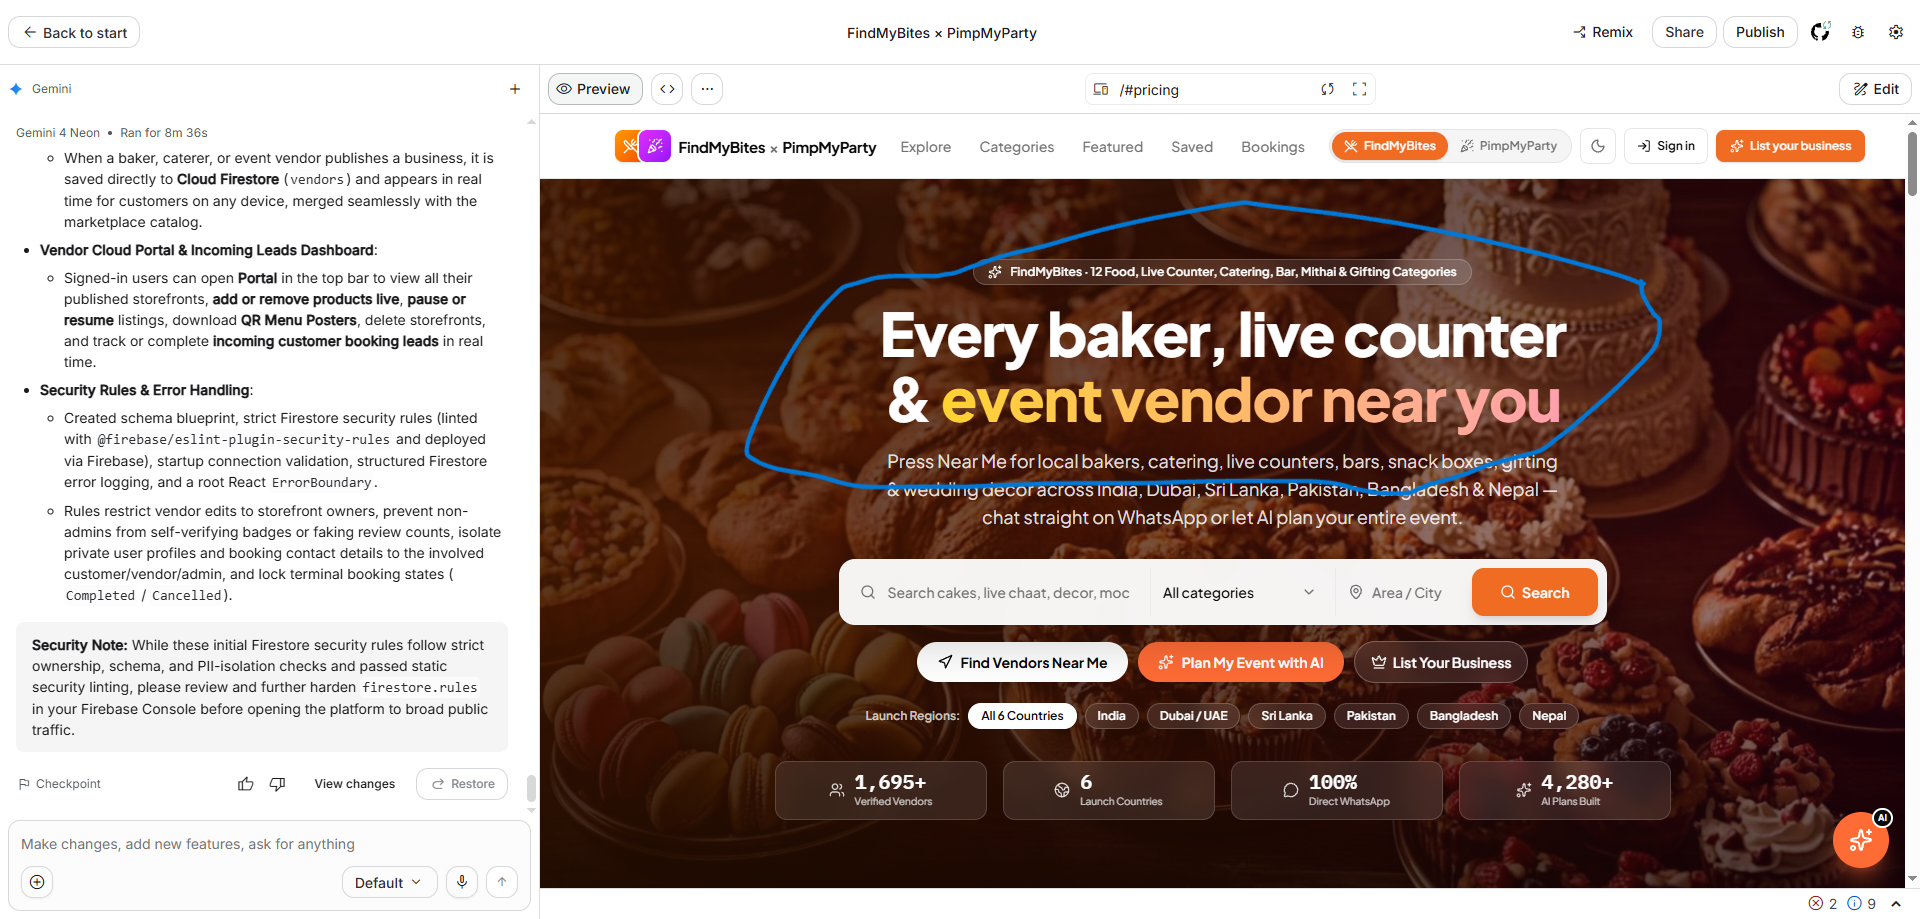 Back to start
FindMyBites × PimpMyParty
Remix
Share
Publish
Gemini
Preview
/#pricing
Edit
Gemini 4 Neon • Ran for 8m 36s
When a baker, caterer, or event vendor publishes a business, it is
saved directly to Cloud Firestore (vendors) and appears in real
time for customers on any device, merged seamlessly with the
marketplace catalog.
Vendor Cloud Portal & Incoming Leads Dashboard:
Signed-in users can open Portal in the top bar to view all their
published storefronts, add or remove products live, pause or
resume listings, download QR Menu Posters, delete storefronts,
and track or complete incoming customer booking leads in real
time.
Security Rules & Error Handling:
Created schema blueprint, strict Firestore security rules (linted
with @firebase/eslint-plugin-security-rules and deployed
via Firebase), startup connection validation, structured Firestore
error logging, and a root React ErrorBoundary.
Rules restrict vendor edits to storefront owners, prevent non-
admins from self-verifying badges or faking review counts, isolate
private user profiles and booking contact details to the involved
customer/vendor/admin, and lock terminal booking states (
Completed / Cancelled).
Security Note: While these initial Firestore security rules follow strict
ownership, schema, and PII-isolation checks and passed static
security linting, please review and further harden firestore.rules
in your Firebase Console before opening the platform to broad public
traffic.
Checkpoint
View changes
Restore
Make changes, add new features, ask for anything
Default
FindMyBites × PimpMyParty
Explore
Categories
Featured
Saved
Bookings
FindMyBites
PimpMyParty
Sign in
List your business
FindMyBites · 12 Food, Live Counter, Catering, Bar, Mithai & Gifting Categories
Every baker, live counter
& event vendor near you
Press Near Me for local bakers, catering, live counters, bars, snack boxes, gifting
& wedding decor across India, Dubai, Sri Lanka, Pakistan, Bangladesh & Nepal —
chat straight on WhatsApp or let AI plan your entire event.
Search cakes, live chaat, decor, moc
All categories
Area / City
Search
Find Vendors Near Me
Plan My Event with AI
List Your Business
Launch Regions:
All 6 Countries
India
Dubai / UAE
Sri Lanka
Pakistan
Bangladesh
Nepal
1,695+
Verified Vendors
6
Launch Countries
100%
Direct WhatsApp
4,280+
AI Plans Built
AI
2
9